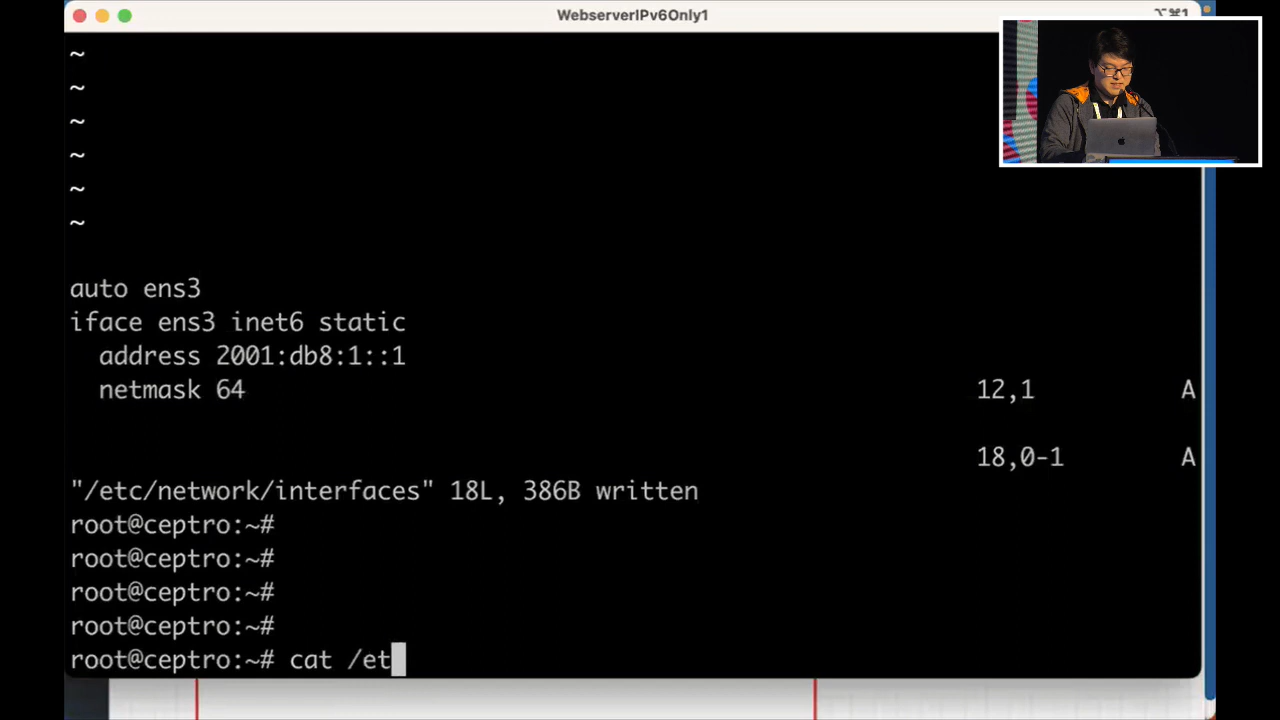 WebserverIPv6Only1
⌥⌘1
~
~
~
~
~
~
auto ens3
iface ens3 inet6 static
  address 2001:db8:1::1
  netmask 64
12,1 A
18,0-1 A
"/etc/network/interfaces" 18L, 386B written
root@ceptro:~#
root@ceptro:~#
root@ceptro:~#
root@ceptro:~#
root@ceptro:~# cat /et